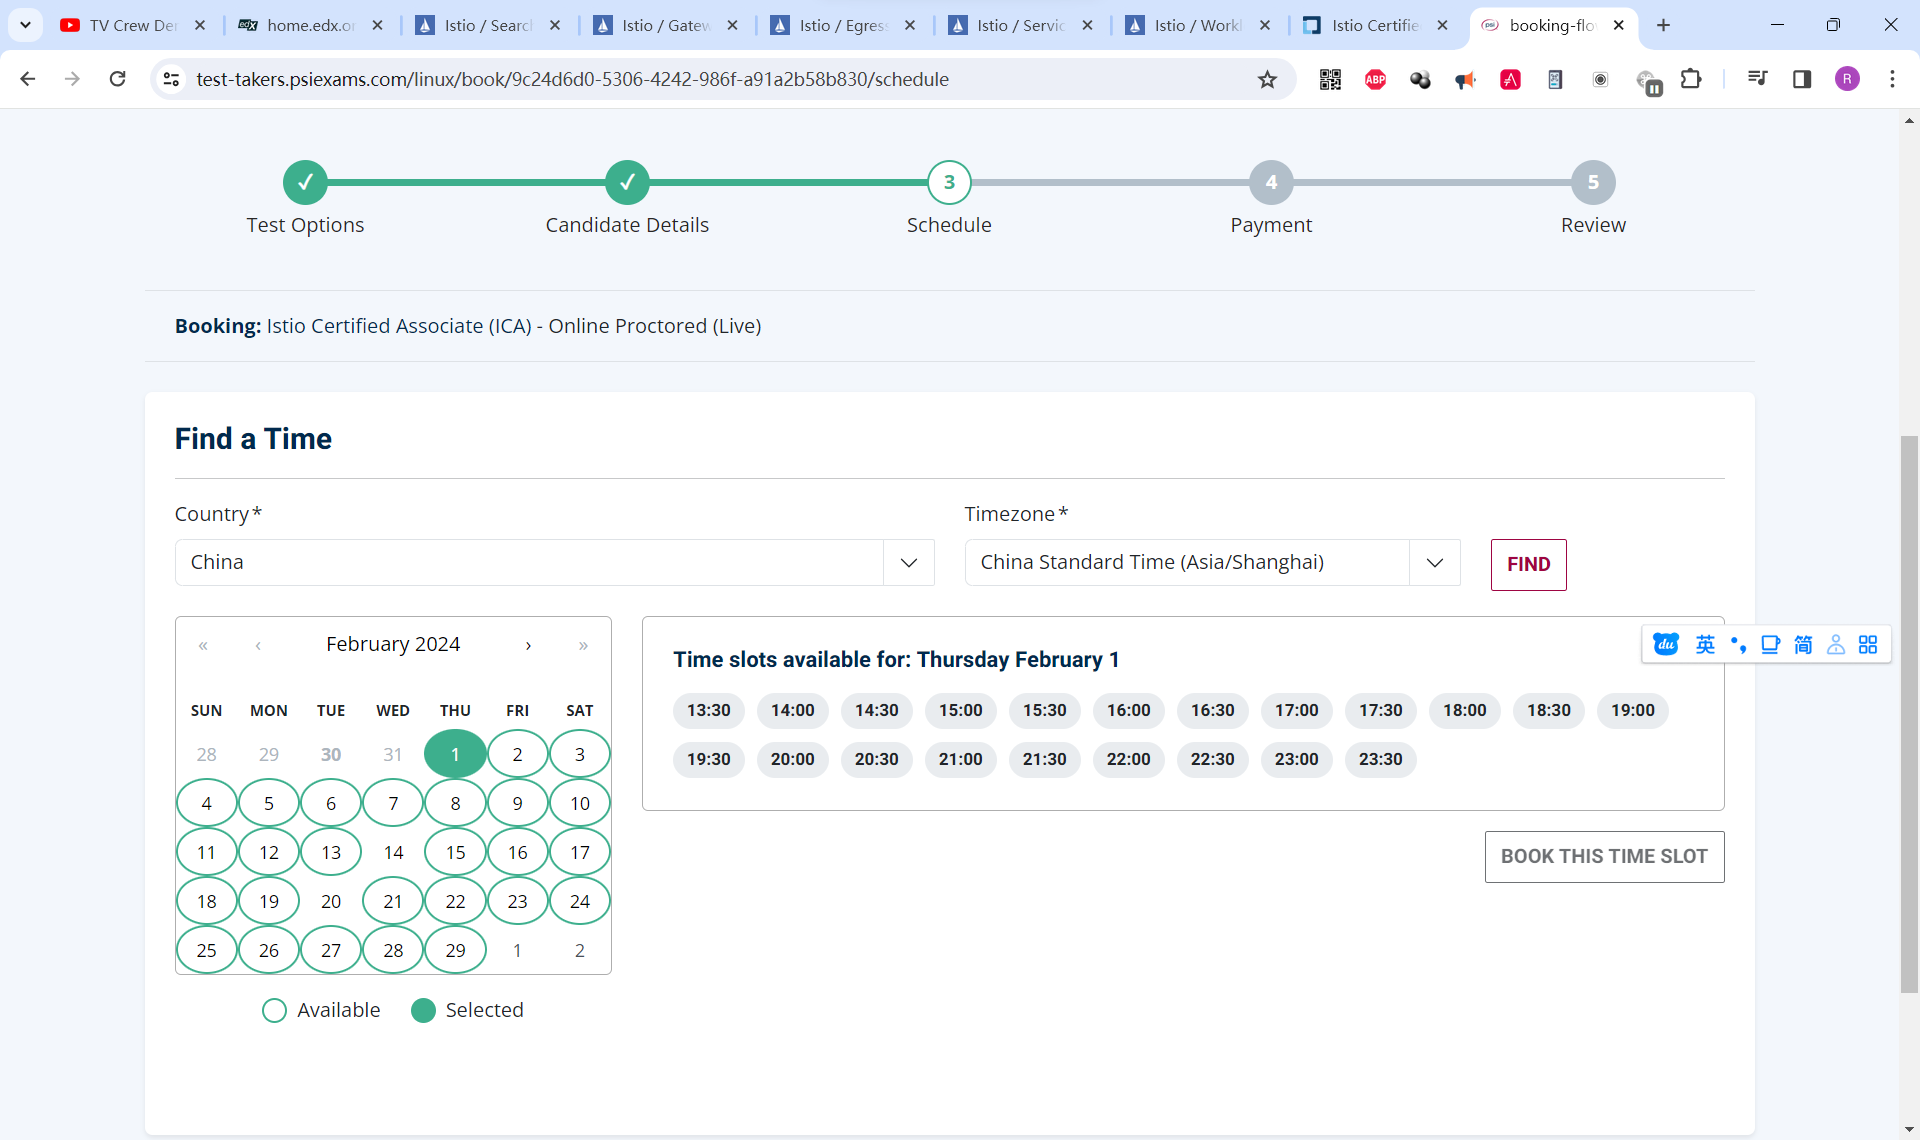 TV Crew Der
home.edx.or
Istio / Searc
Istio / Gatew
Istio / Egress
Istio / Servic
Istio / Workl
Istio Certifie
booking-flo
test-takers.psiexams.com/linux/book/9c24d6d0-5306-4242-986f-a91a2b58b830/schedule
ABP
R
3
4
5
Test Options
Candidate Details
Schedule
Payment
Review
Booking: Istio Certified Associate (ICA) - Online Proctored (Live)
Find a Time
Country*
Timezone*
China
China Standard Time (Asia/Shanghai)
FIND
« ‹ February 2024 › »
SUN MON TUE WED THU FRI SAT
28 29 30 31 1 2 3
4 5 6 7 8 9 10
11 12 13 14 15 16 17
18 19 20 21 22 23 24
25 26 27 28 29 1 2
Available
Selected
Time slots available for: Thursday February 1
13:30 14:00 14:30 15:00 15:30 16:00 16:30 17:00 17:30 18:00 18:30 19:00
19:30 20:00 20:30 21:00 21:30 22:00 22:30 23:00 23:30
BOOK THIS TIME SLOT
du 英 简